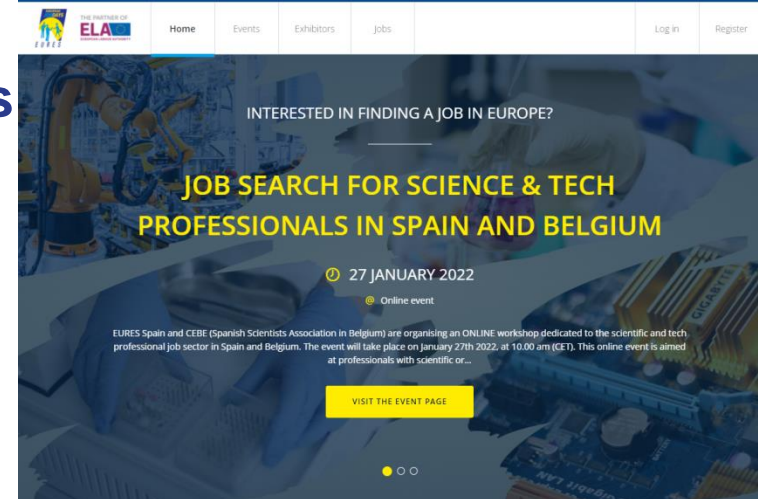 THE PARTNER OF
ELA
EUROPEAN LABOUR AUTHORITY
EURES
Home
Events
Exhibitors
Jobs
Log in
Register
s
INTERESTED IN FINDING A JOB IN EUROPE?
JOB SEARCH FOR SCIENCE & TECH
PROFESSIONALS IN SPAIN AND BELGIUM
27 JANUARY 2022
@ Online event
EURES Spain and CEBE (Spanish Scientists Association in Belgium) are organising an ONLINE workshop dedicated to the scientific and tech
professional job sector in Spain and Belgium. The event will take place on January 27th 2022, at 10.00 am (CET). This online event is aimed
at professionals with scientific or...
VISIT THE EVENT PAGE
GIGABYTE